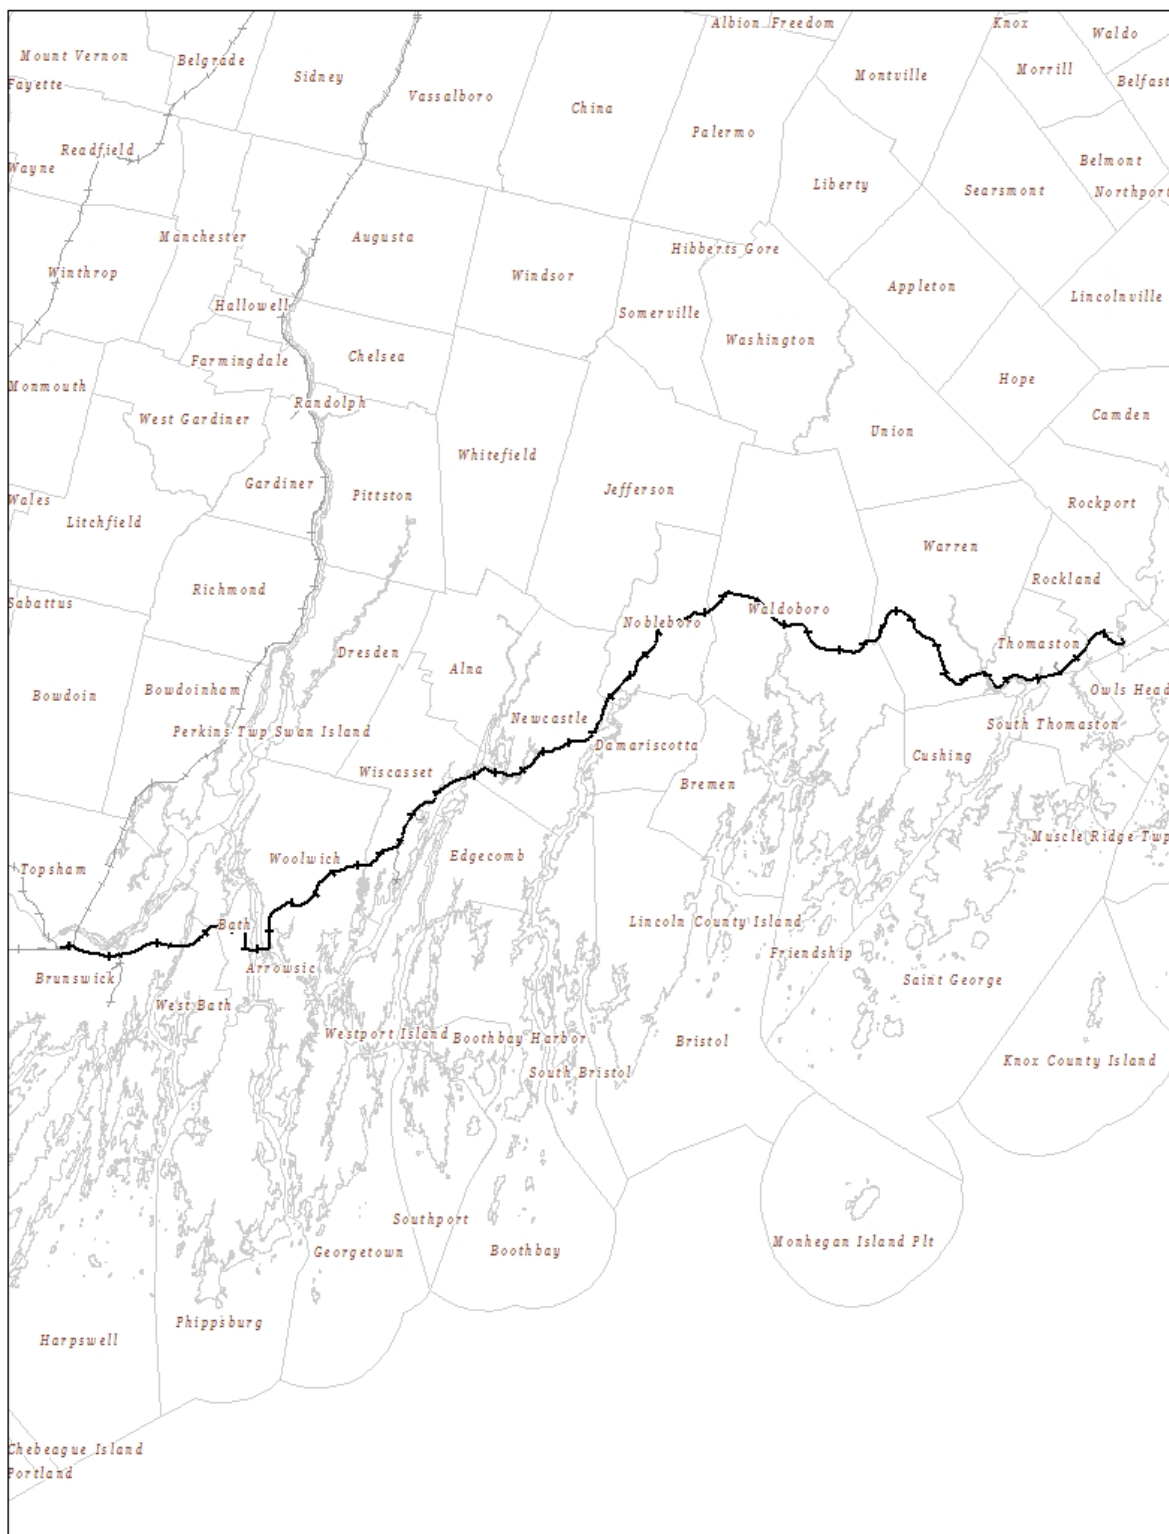 Albion Freedom
Knox
Waldo
Mount Vernon
Belgrade
Sidney
Montville
Morrill
Belfast
Fayette
Vassalboro
China
Palermo
Readfield
Belmont
Wayne
Liberty
Searsmont
Northport
Manchester
Augusta
Hibberts Gore
Winthrop
Windsor
Appleton
Lincolnville
Hallowell
Somerville
Washington
Farmingdale
Chelsea
Monmouth
Hope
Randolph
West Gardiner
Camden
Union
Whitefield
Gardiner
Pittston
Jefferson
Wales
Litchfield
Rockport
Warren
Richmond
Rockland
Sabattus
Waldoboro
Nobleboro
Thomaston
Dresden
Alna
Bowdoin
Bowdoinham
Owls Head
Newcastle
South Thomaston
Perkins Twp Swan Island
Damariscotta
Cushing
Wiscasset
Bremen
Muscle Ridge Twp
Woolwich
Edgecomb
Topsham
Bath
Lincoln County Island
Friendship
Arrowsic
Brunswick
Saint George
West Bath
Westport Island
Boothbay Harbor
Bristol
Knox County Island
South Bristol
Southport
Monhegan Island Plt
Georgetown
Boothbay
Phippsburg
Harpswell
Chebeague Island
Portland